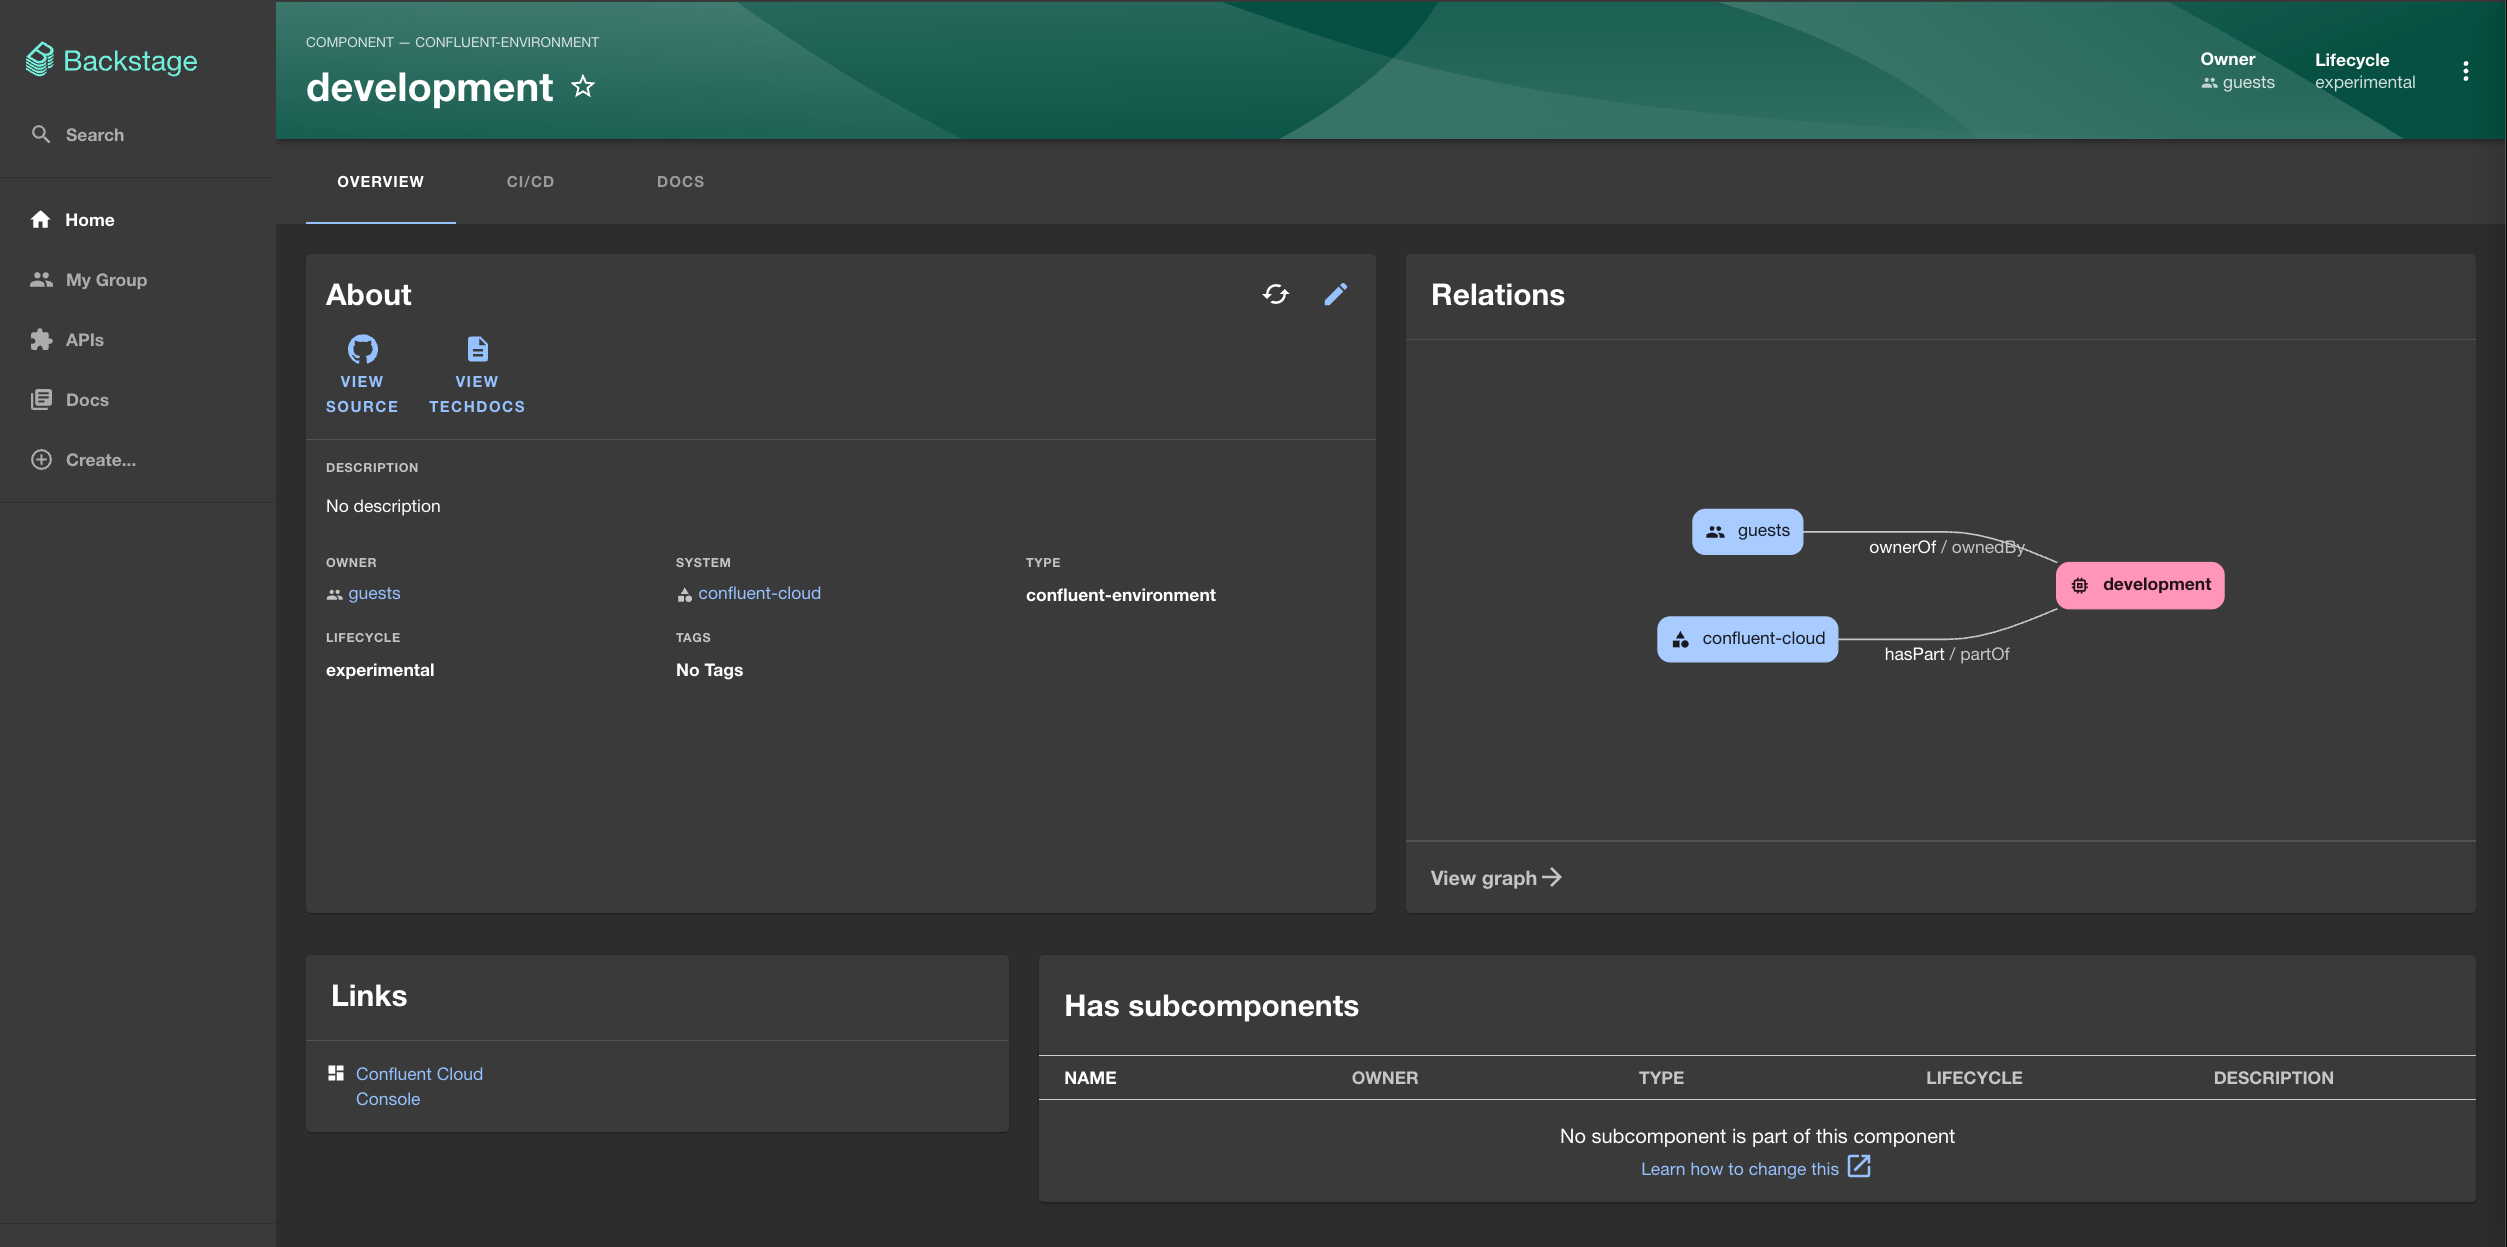 Backstage
Search
Home
My Group
APIs
Docs
Create...
COMPONENT — CONFLUENT-ENVIRONMENT
development
Owner
guests
Lifecycle
experimental
OVERVIEW
CI/CD
DOCS
About
VIEW
SOURCE
VIEW
TECHDOCS
DESCRIPTION
No description
OWNER
guests
SYSTEM
confluent-cloud
TYPE
confluent-environment
LIFECYCLE
experimental
TAGS
No Tags
Relations
guests
ownerOf / ownedBy
development
confluent-cloud
hasPart / partOf
View graph
Links
Confluent Cloud
Console
Has subcomponents
NAME
OWNER
TYPE
LIFECYCLE
DESCRIPTION
No subcomponent is part of this component
Learn how to change this